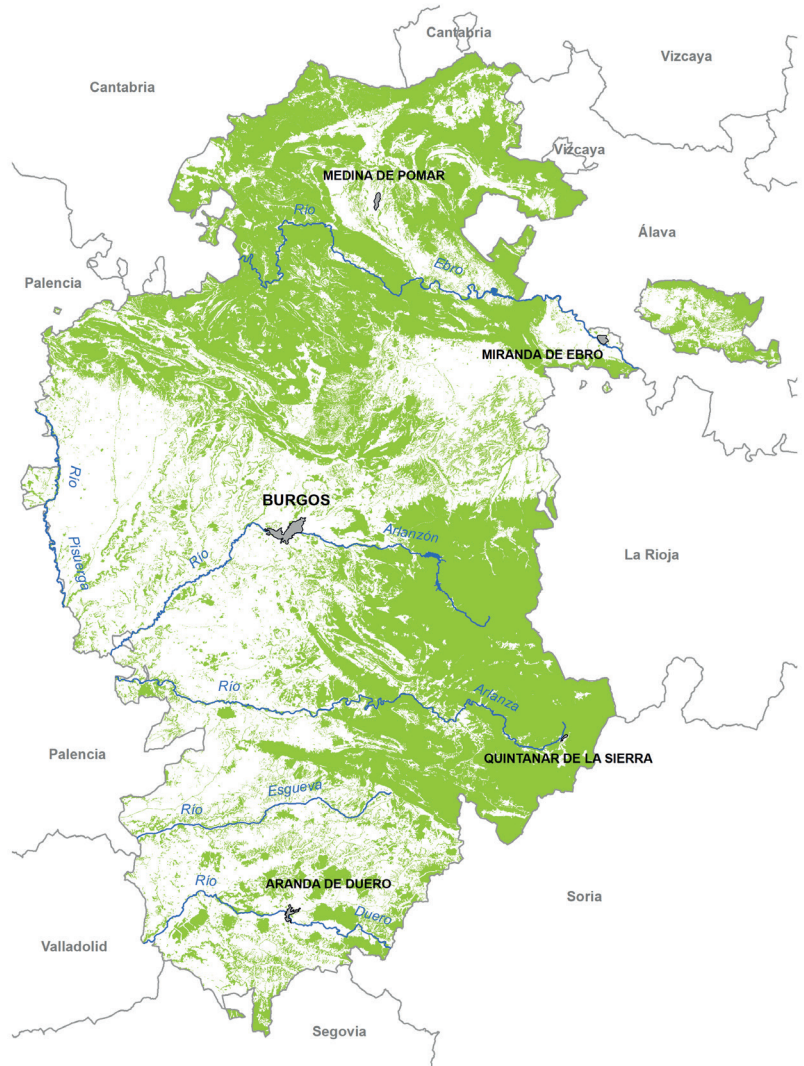 Cantabria
Vizcaya
Cantabria
Vizcaya
MEDINA DE POMAR
Río
Álava
Ebro
Palencia
MIRANDA DE EBRO
Río
BURGOS
Arlanzón
Río
La Rioja
Pisuerga
Río
Arlanza
Palencia
QUINTANAR DE LA SIERRA
Esgueva
Río
Río
ARANDA DE DUERO
Soria
Duero
Valladolid
Segovia